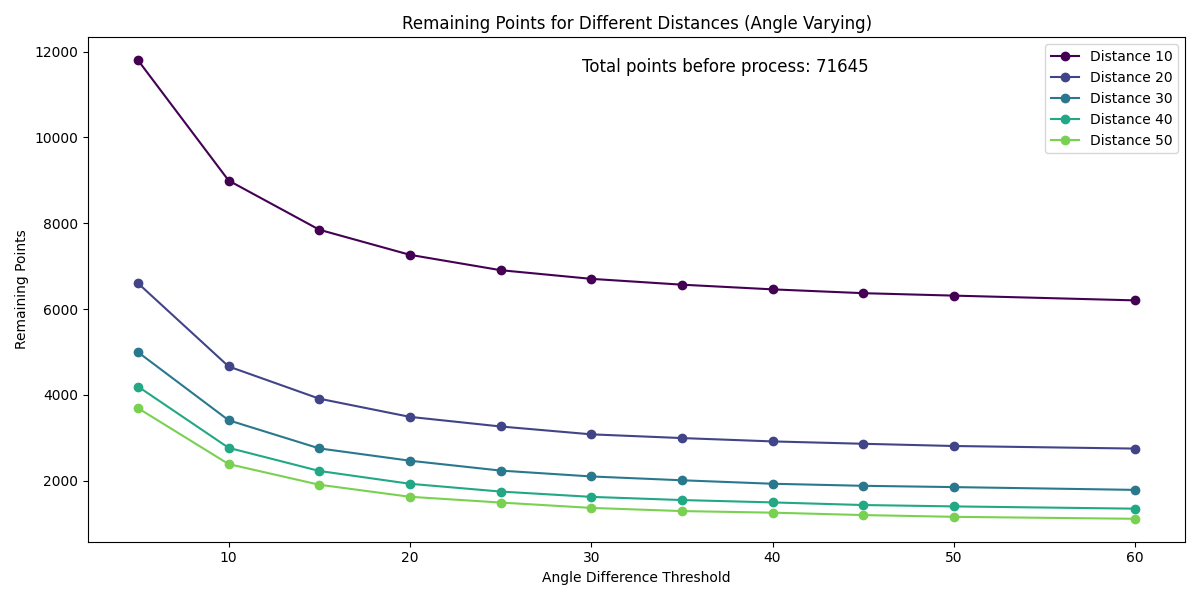 Remaining Points for Different Distances (Angle Varying)
Total points before process: 71645
Distance 10
Distance 20
Distance 30
Distance 40
Distance 50
12000
10000
8000
6000
4000
2000
Remaining Points
10 20 30 40 50 60
Angle Difference Threshold